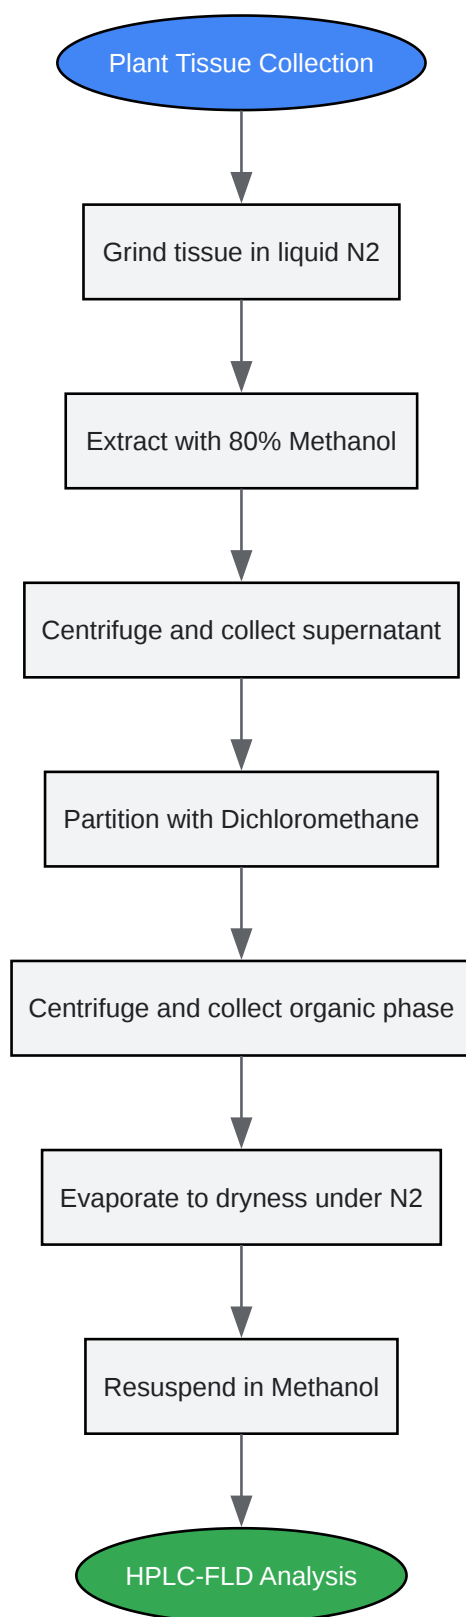 Plant Tissue Collection
Grind tissue in liquid N2
Extract with 80% Methanol
Centrifuge and collect supernatant
Partition with Dichloromethane
Centrifuge and collect organic phase
Evaporate to dryness under N2
Resuspend in Methanol
HPLC-FLD Analysis